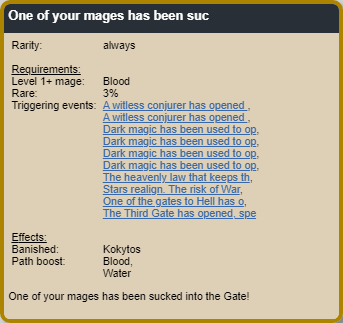 One of your mages has been suc
Rarity: always
Requirements:
Level 1+ mage: Blood
Rare: 3%
Triggering events: A witless conjurer has opened ,
A witless conjurer has opened ,
Dark magic has been used to op,
Dark magic has been used to op,
Dark magic has been used to op,
Dark magic has been used to op,
The heavenly law that keeps th,
Stars realign. The risk of War,
One of the gates to Hell has o,
The Third Gate has opened, spe
Effects:
Banished: Kokytos
Path boost: Blood,
Water
One of your mages has been sucked into the Gate!